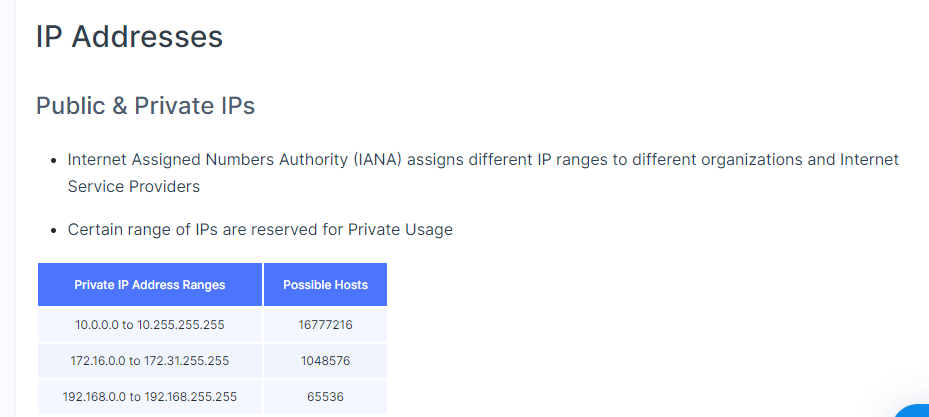 IP Addresses
Public & Private IPs
• Internet Assigned Numbers Authority (IANA) assigns different IP ranges to different organizations and Internet
Service Providers
• Certain range of IPs are reserved for Private Usage
Private IP Address Ranges Possible Hosts
10.0.0.0 to 10.255.255.255 16777216
172.16.0.0 to 172.31.255.255 1048576
192.168.0.0 to 192.168.255.255 65536